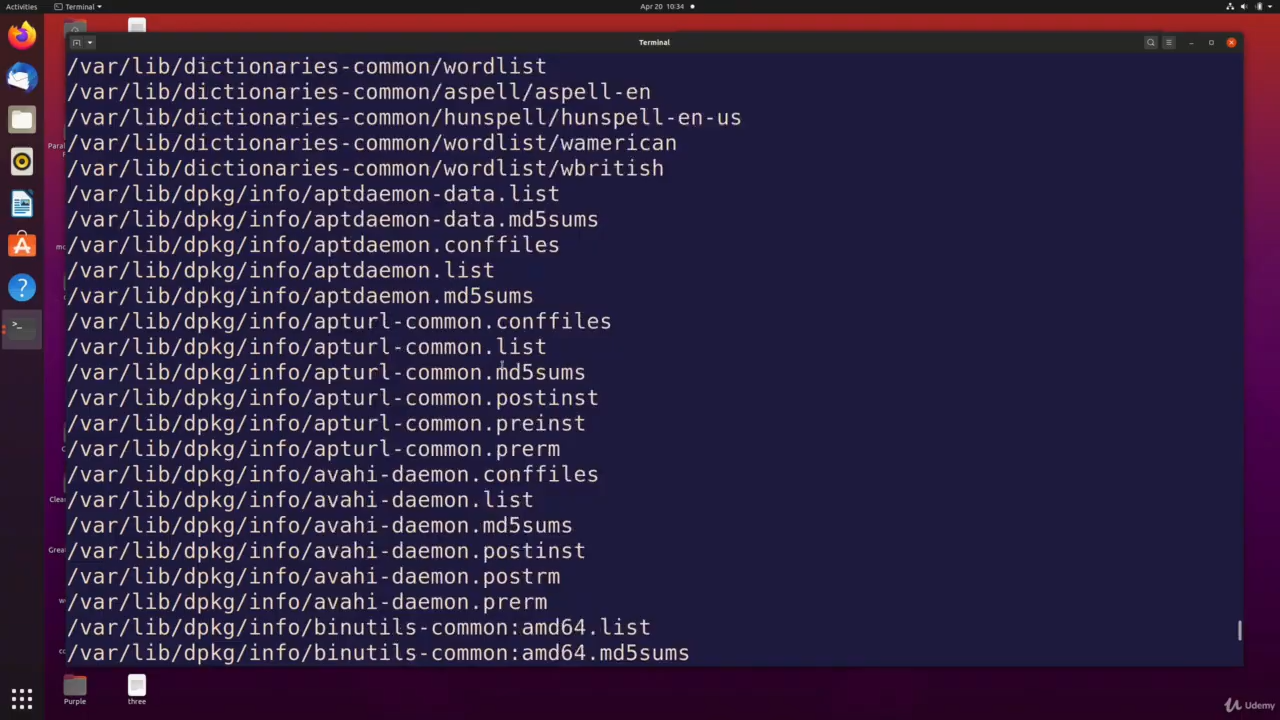 Activities
Terminal
Apr 20 10:34
Terminal
/var/lib/dictionaries-common/wordlist
/var/lib/dictionaries-common/aspell/aspell-en
/var/lib/dictionaries-common/hunspell/hunspell-en-us
/var/lib/dictionaries-common/wordlist/wamerican
/var/lib/dictionaries-common/wordlist/wbritish
/var/lib/dpkg/info/aptdaemon-data.list
/var/lib/dpkg/info/aptdaemon-data.md5sums
/var/lib/dpkg/info/aptdaemon.conffiles
/var/lib/dpkg/info/aptdaemon.list
/var/lib/dpkg/info/aptdaemon.md5sums
/var/lib/dpkg/info/apturl-common.conffiles
/var/lib/dpkg/info/apturl-common.list
/var/lib/dpkg/info/apturl-common.md5sums
/var/lib/dpkg/info/apturl-common.postinst
/var/lib/dpkg/info/apturl-common.preinst
/var/lib/dpkg/info/apturl-common.prerm
/var/lib/dpkg/info/avahi-daemon.conffiles
/var/lib/dpkg/info/avahi-daemon.list
/var/lib/dpkg/info/avahi-daemon.md5sums
/var/lib/dpkg/info/avahi-daemon.postinst
/var/lib/dpkg/info/avahi-daemon.postrm
/var/lib/dpkg/info/avahi-daemon.prerm
/var/lib/dpkg/info/binutils-common:amd64.list
/var/lib/dpkg/info/binutils-common:amd64.md5sums
Purple
three
Udemy